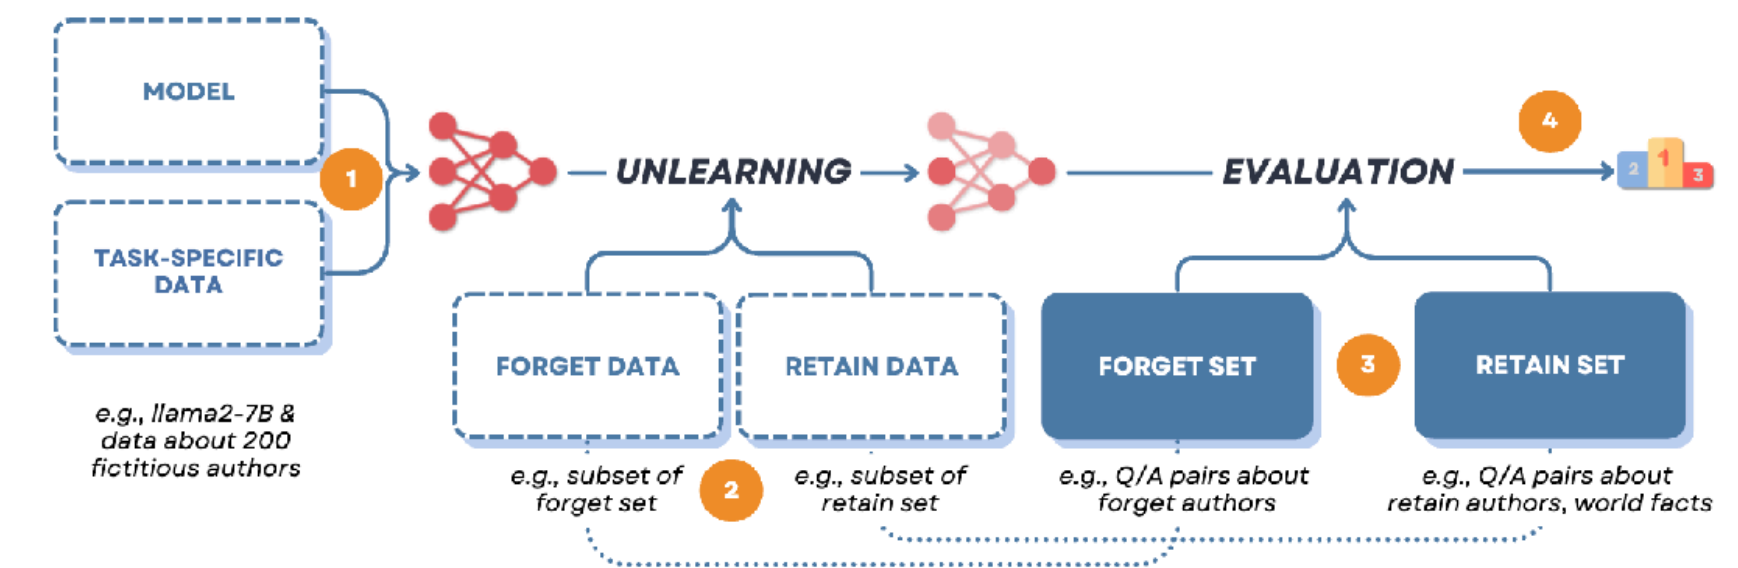 MODEL
1
TASK-SPECIFIC
DATA
e.g., llama2-7B &
data about 200
fictitious authors
UNLEARNING
FORGET DATA
RETAIN DATA
e.g., subset of
forget set
2
e.g., subset of
retain set
EVALUATION
FORGET SET
3
RETAIN SET
e.g., Q/A pairs about
forget authors
e.g., Q/A pairs about
retain authors, world facts
4
2
1
3